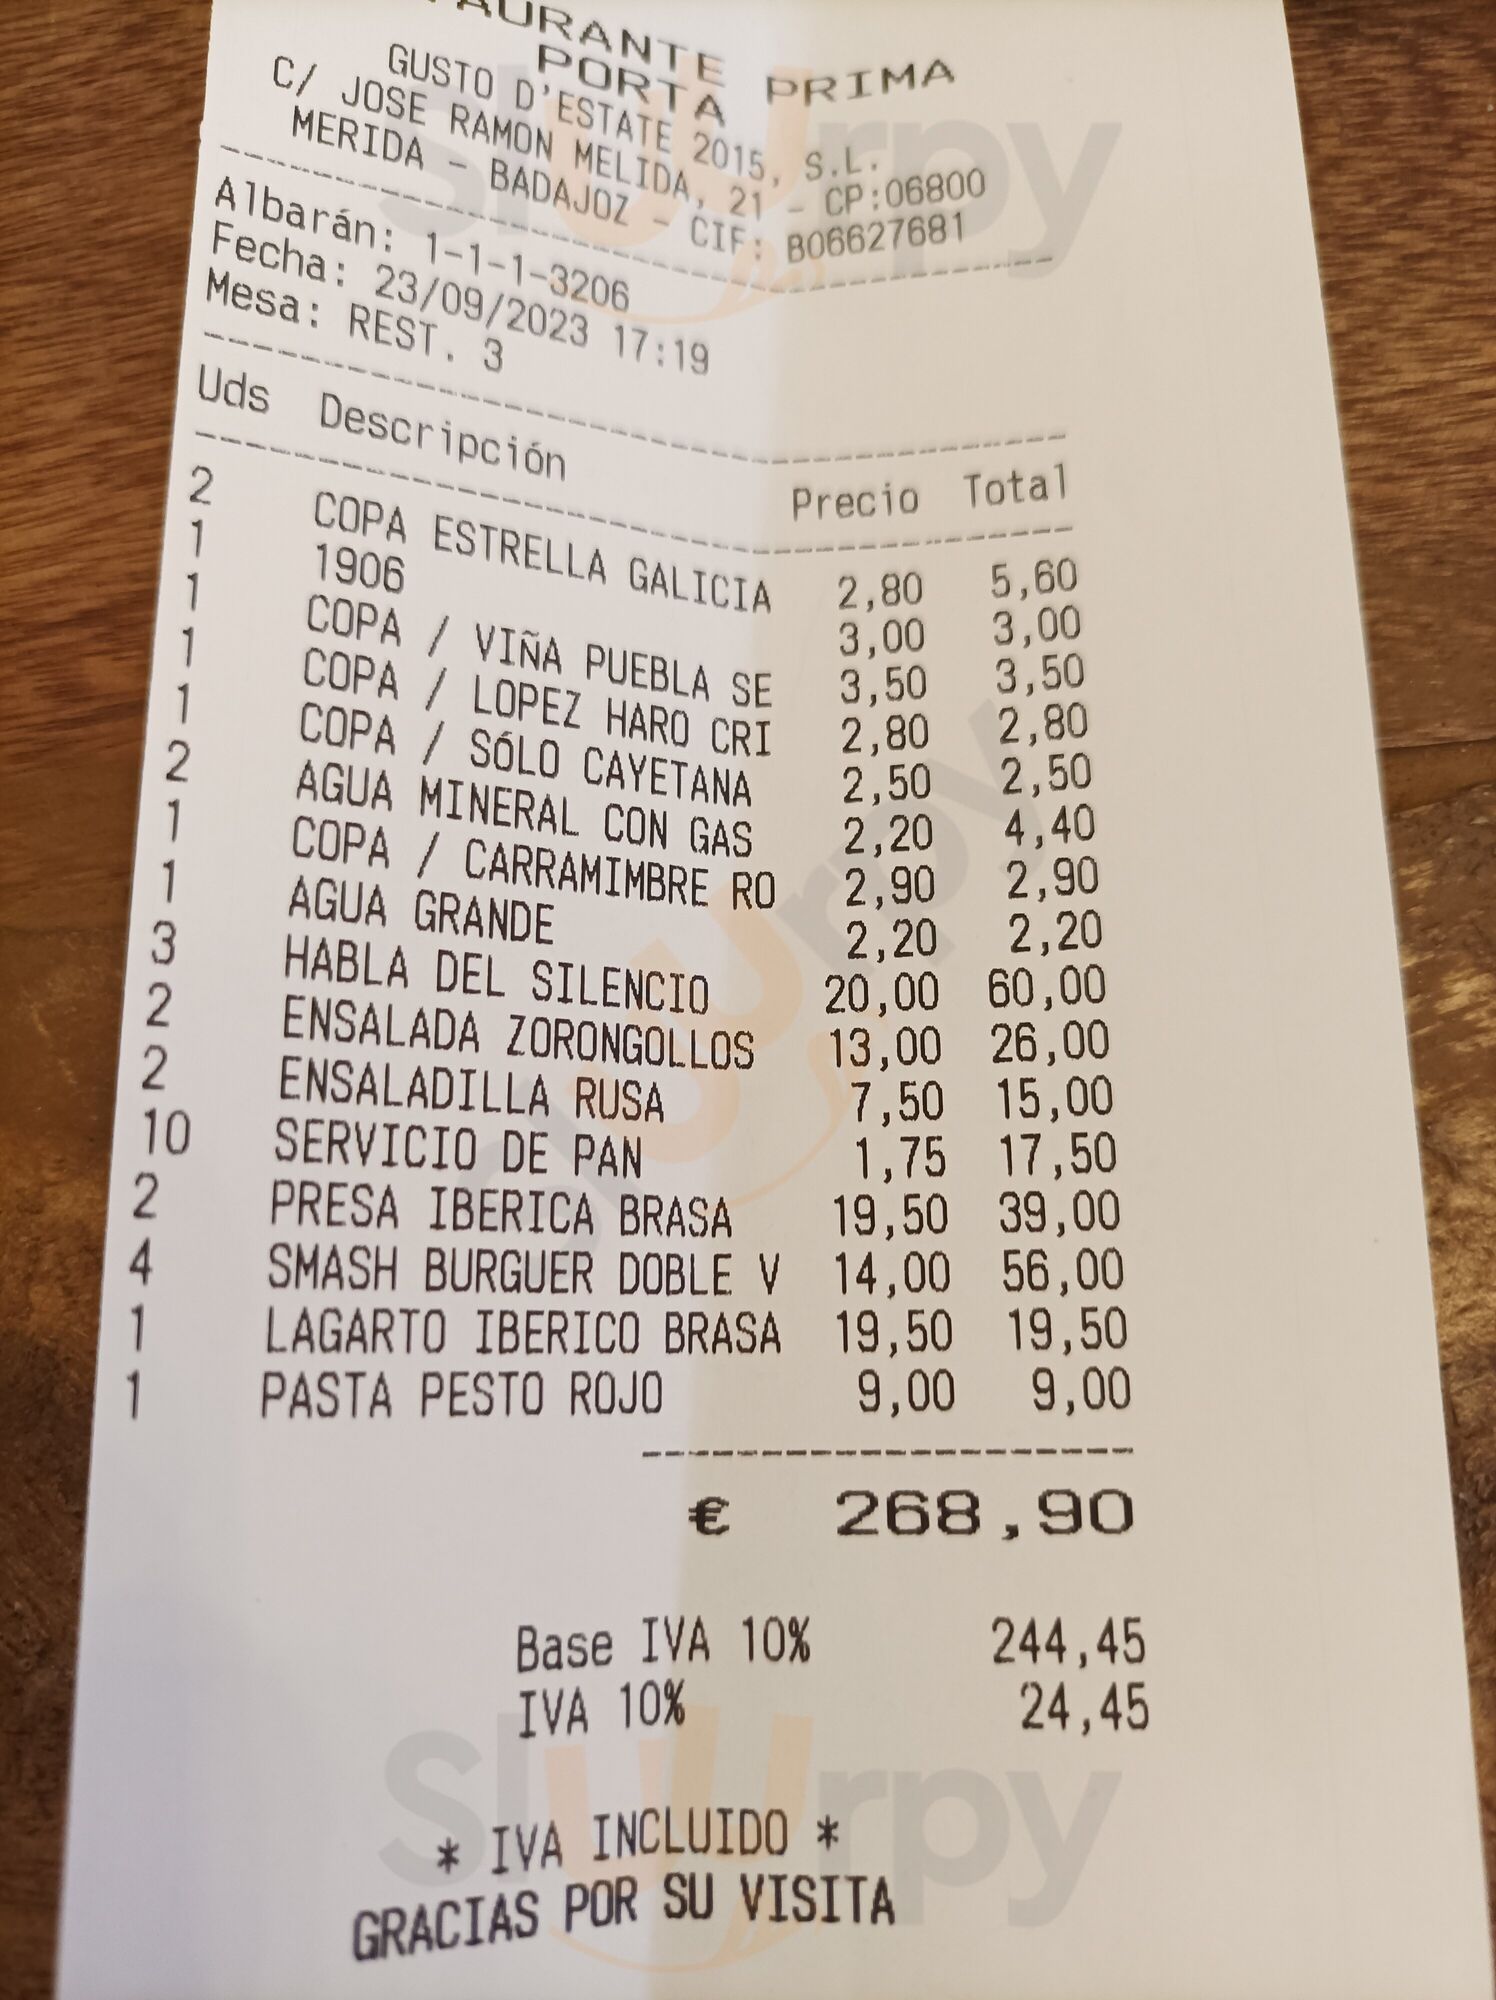 AURANTE
PORTA PRIMA
GUSTO D'ESTATE 2015, S.L.
C/ JOSE RAMON MELIDA, 21 - CP:06800
MERIDA - BADAJOZ - CIF: B06627681
Albarán: 1-1-1-3206
Fecha: 23/09/2023 17:19
Mesa: REST. 3
Uds Descripción Precio Total
2 COPA ESTRELLA GALICIA 2,80 5,60
1 1906 3,00 3,00
1 COPA / VIÑA PUEBLA SE 3,50 3,50
1 COPA / LOPEZ HARO CRI 2,80 2,80
1 COPA / SÓLO CAYETANA 2,50 2,50
2 AGUA MINERAL CON GAS 2,20 4,40
1 COPA / CARRAMIMBRE RO 2,90 2,90
1 AGUA GRANDE 2,20 2,20
3 HABLA DEL SILENCIO 20,00 60,00
2 ENSALADA ZORONGOLLOS 13,00 26,00
2 ENSALADILLA RUSA 7,50 15,00
10 SERVICIO DE PAN 1,75 17,50
2 PRESA IBERICA BRASA 19,50 39,00
4 SMASH BURGUER DOBLE V 14,00 56,00
1 LAGARTO IBERICO BRASA 19,50 19,50
1 PASTA PESTO ROJO 9,00 9,00
€ 268,90
Base IVA 10% 244,45
IVA 10% 24,45
* IVA INCLUIDO *
GRACIAS POR SU VISITA
sluurpy
sluurpy
sluurpy